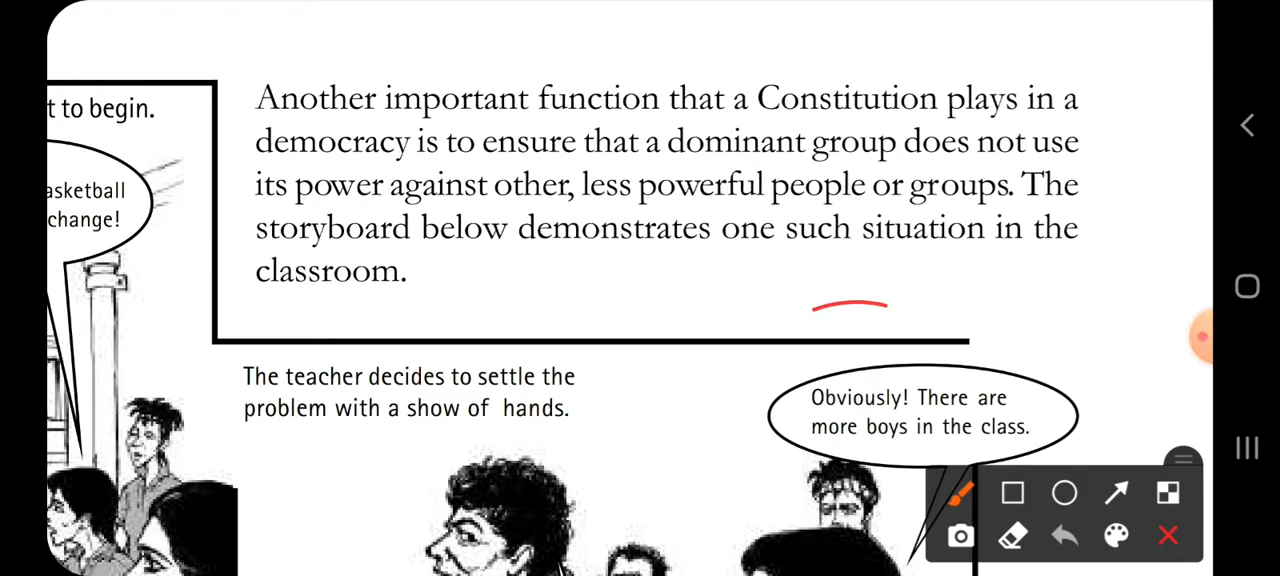 t to begin.
asketball
change!
Another important function that a Constitution plays in a
democracy is to ensure that a dominant group does not use
its power against other, less powerful people or groups. The
storyboard below demonstrates one such situation in the
classroom.
The teacher decides to settle the
problem with a show of hands.
Obviously! There are
more boys in the class.